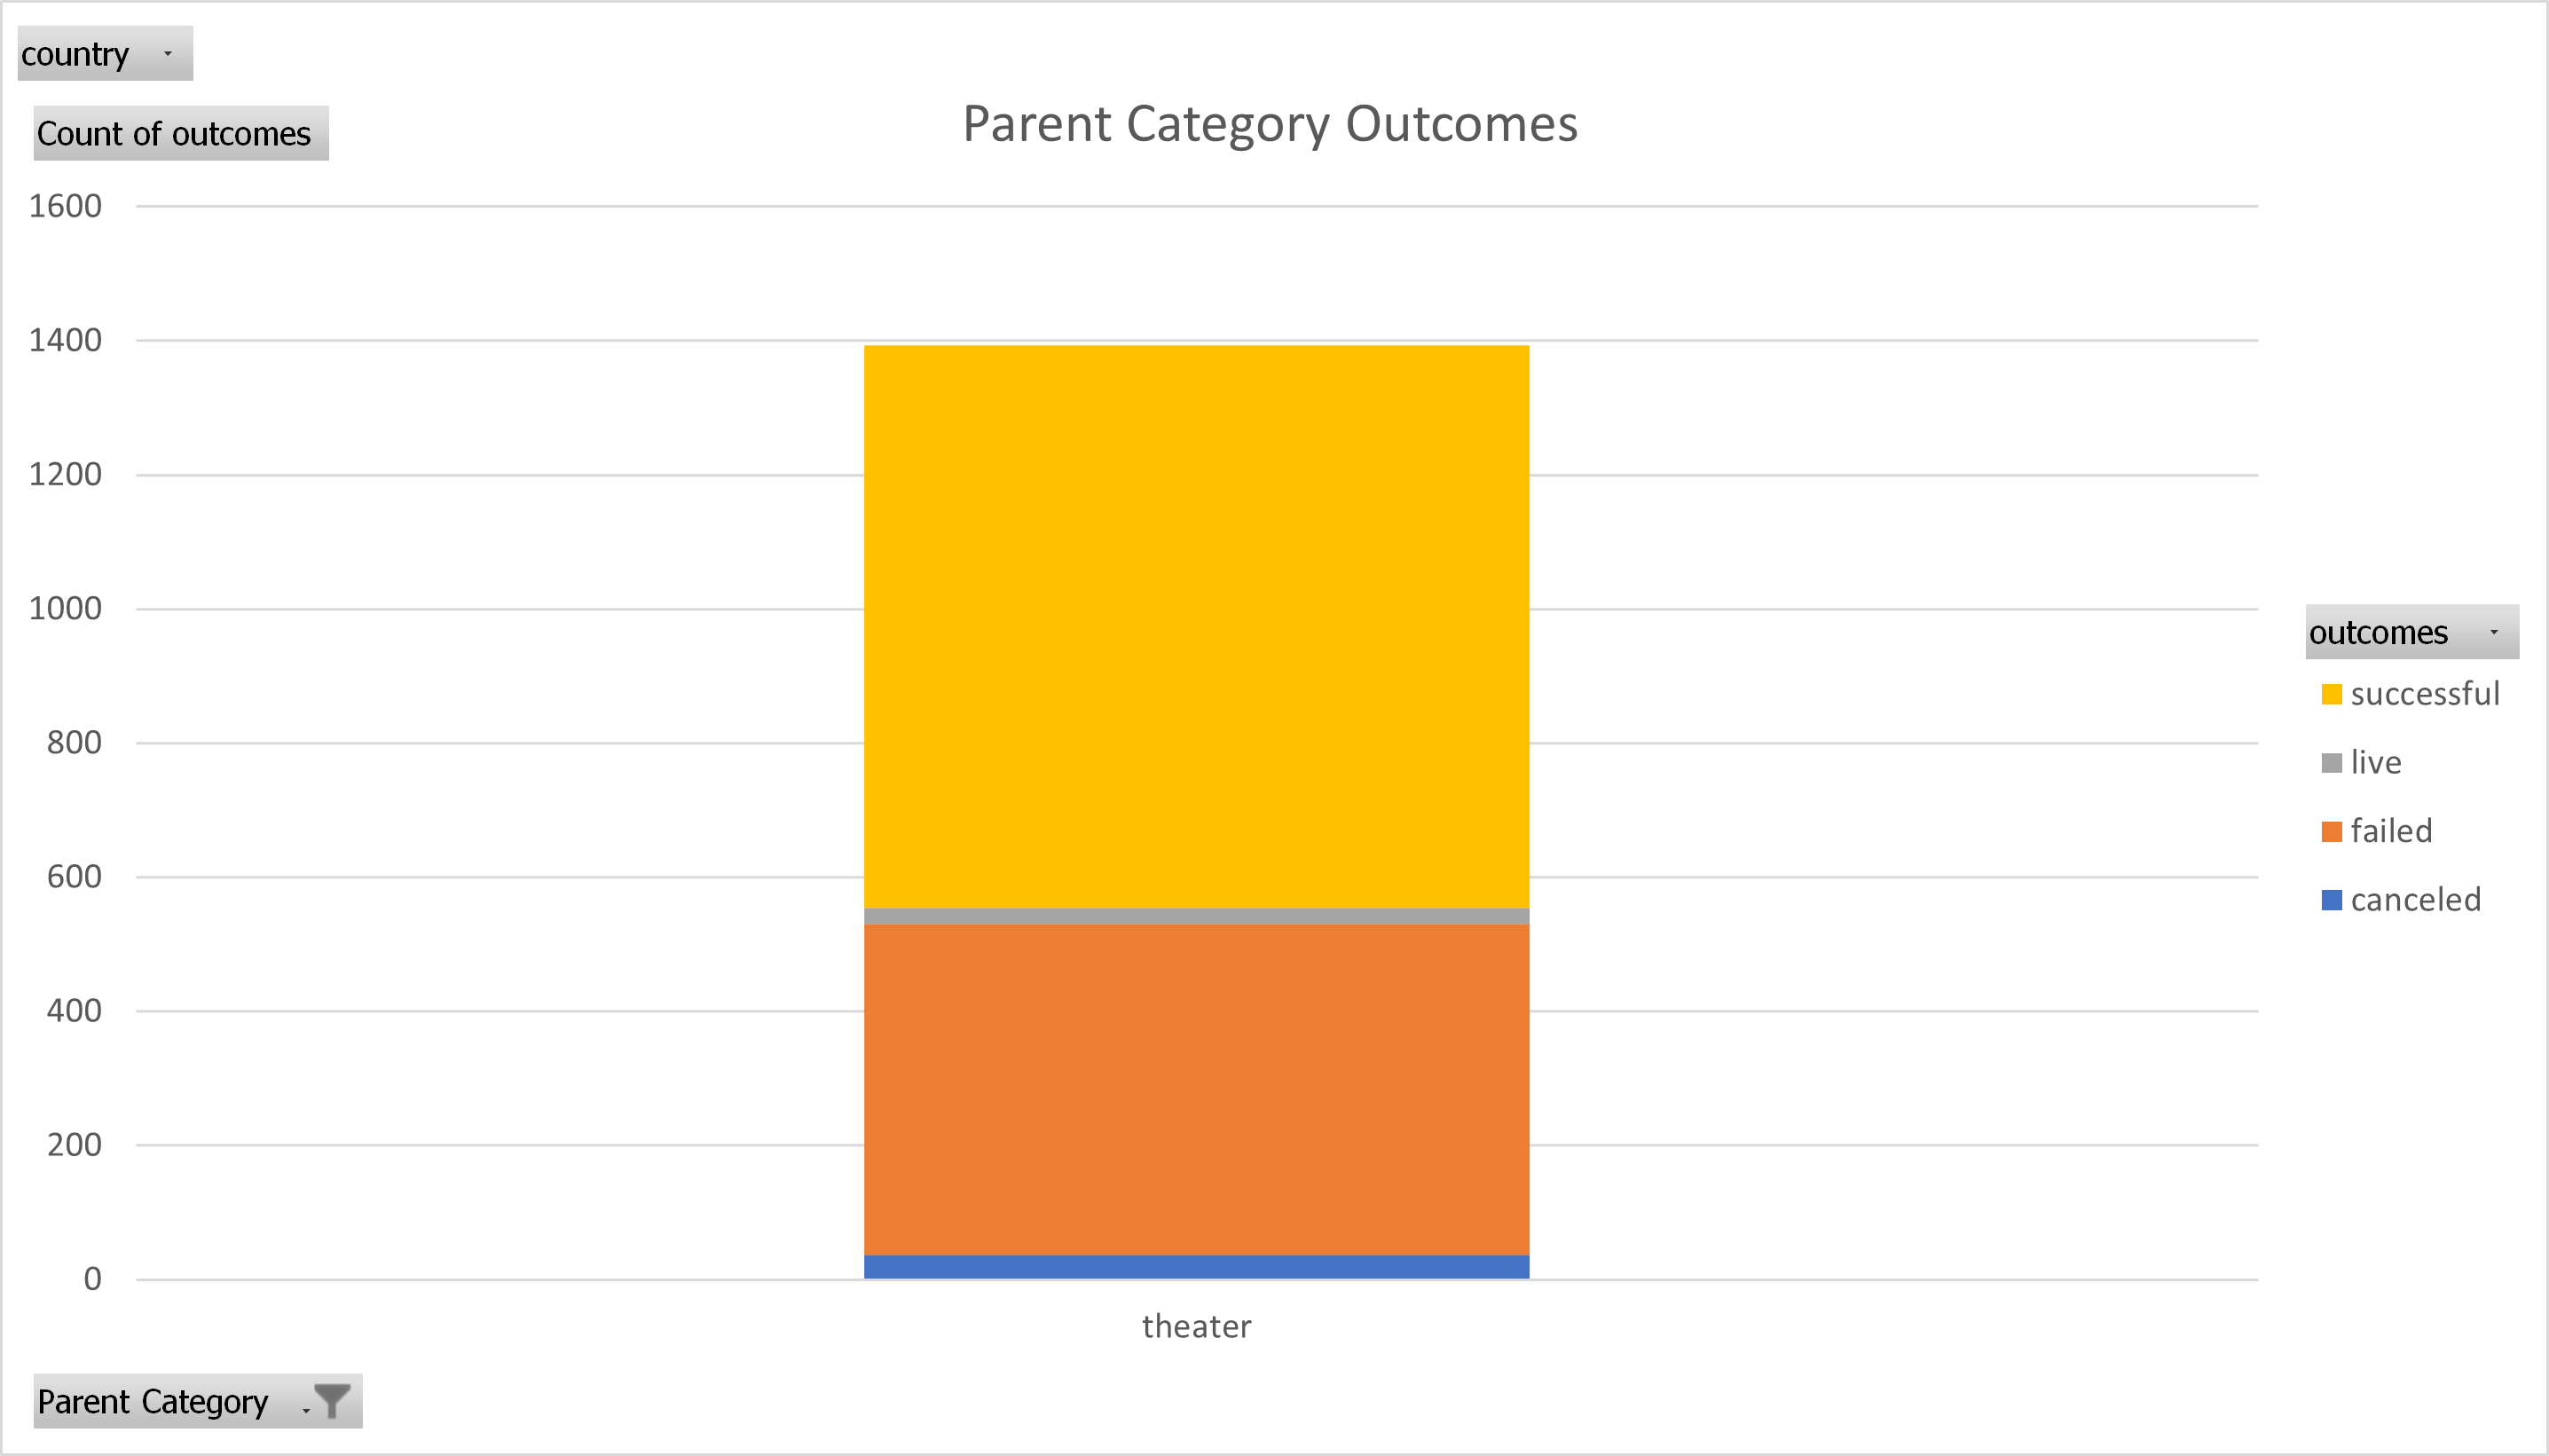 country
Count of outcomes
Parent Category Outcomes
1600
1400
1200
1000
800
600
400
200
0
theater
outcomes
successful
live
failed
canceled
Parent Category